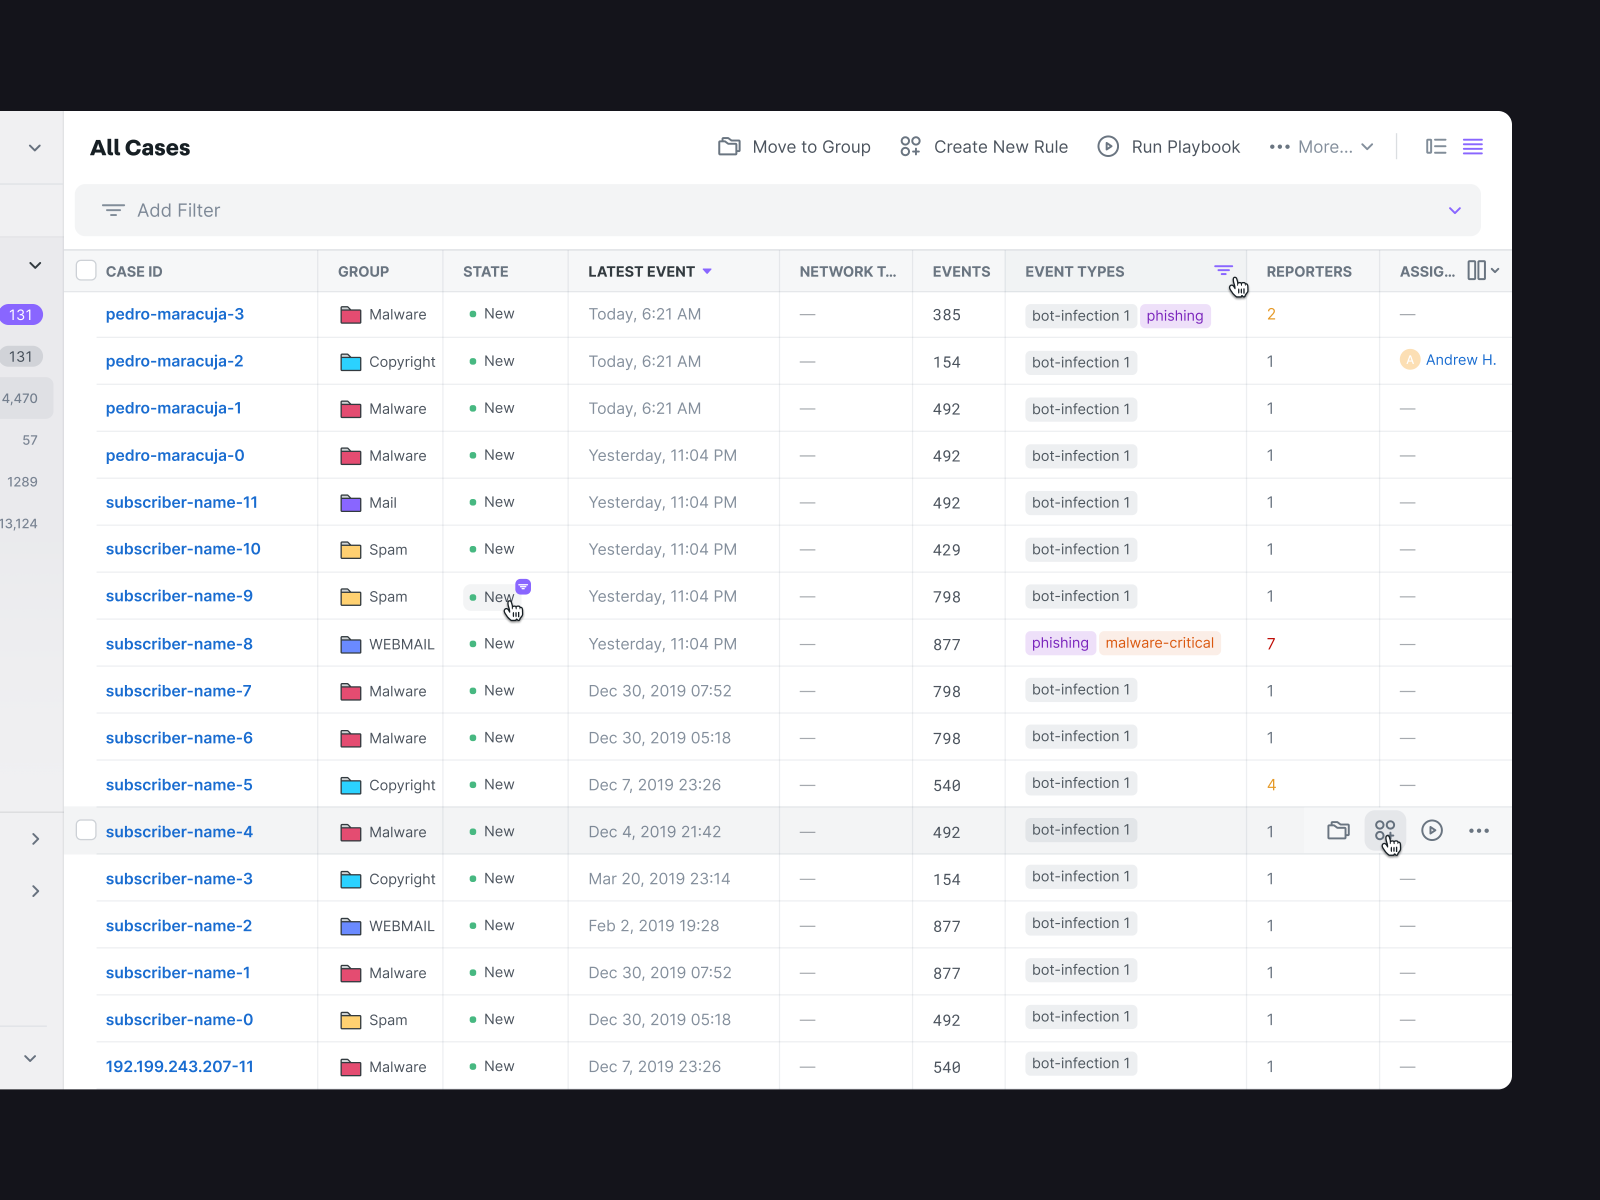 All Cases
Move to Group
Create New Rule
Run Playbook
More...
Add Filter
CASE ID GROUP STATE LATEST EVENT NETWORK T... EVENTS EVENT TYPES REPORTERS ASSIG...
131
131
4,470
57
1289
13,124
pedro-maracuja-3 Malware New Today, 6:21 AM — 385 bot-infection 1 phishing 2 —
pedro-maracuja-2 Copyright New Today, 6:21 AM — 154 bot-infection 1 1 A Andrew H.
pedro-maracuja-1 Malware New Today, 6:21 AM — 492 bot-infection 1 1 —
pedro-maracuja-0 Malware New Yesterday, 11:04 PM — 492 bot-infection 1 1 —
subscriber-name-11 Mail New Yesterday, 11:04 PM — 492 bot-infection 1 1 —
subscriber-name-10 Spam New Yesterday, 11:04 PM — 429 bot-infection 1 1 —
subscriber-name-9 Spam New Yesterday, 11:04 PM — 798 bot-infection 1 1 —
subscriber-name-8 WEBMAIL New Yesterday, 11:04 PM — 877 phishing malware-critical 7 —
subscriber-name-7 Malware New Dec 30, 2019 07:52 — 798 bot-infection 1 1 —
subscriber-name-6 Malware New Dec 30, 2019 05:18 — 798 bot-infection 1 1 —
subscriber-name-5 Copyright New Dec 7, 2019 23:26 — 540 bot-infection 1 4 —
subscriber-name-4 Malware New Dec 4, 2019 21:42 — 492 bot-infection 1 1
subscriber-name-3 Copyright New Mar 20, 2019 23:14 — 154 bot-infection 1 1 —
subscriber-name-2 WEBMAIL New Feb 2, 2019 19:28 — 877 bot-infection 1 1 —
subscriber-name-1 Malware New Dec 30, 2019 07:52 — 877 bot-infection 1 1 —
subscriber-name-0 Spam New Dec 30, 2019 05:18 — 492 bot-infection 1 1 —
192.199.243.207-11 Malware New Dec 7, 2019 23:26 — 540 bot-infection 1 1 —